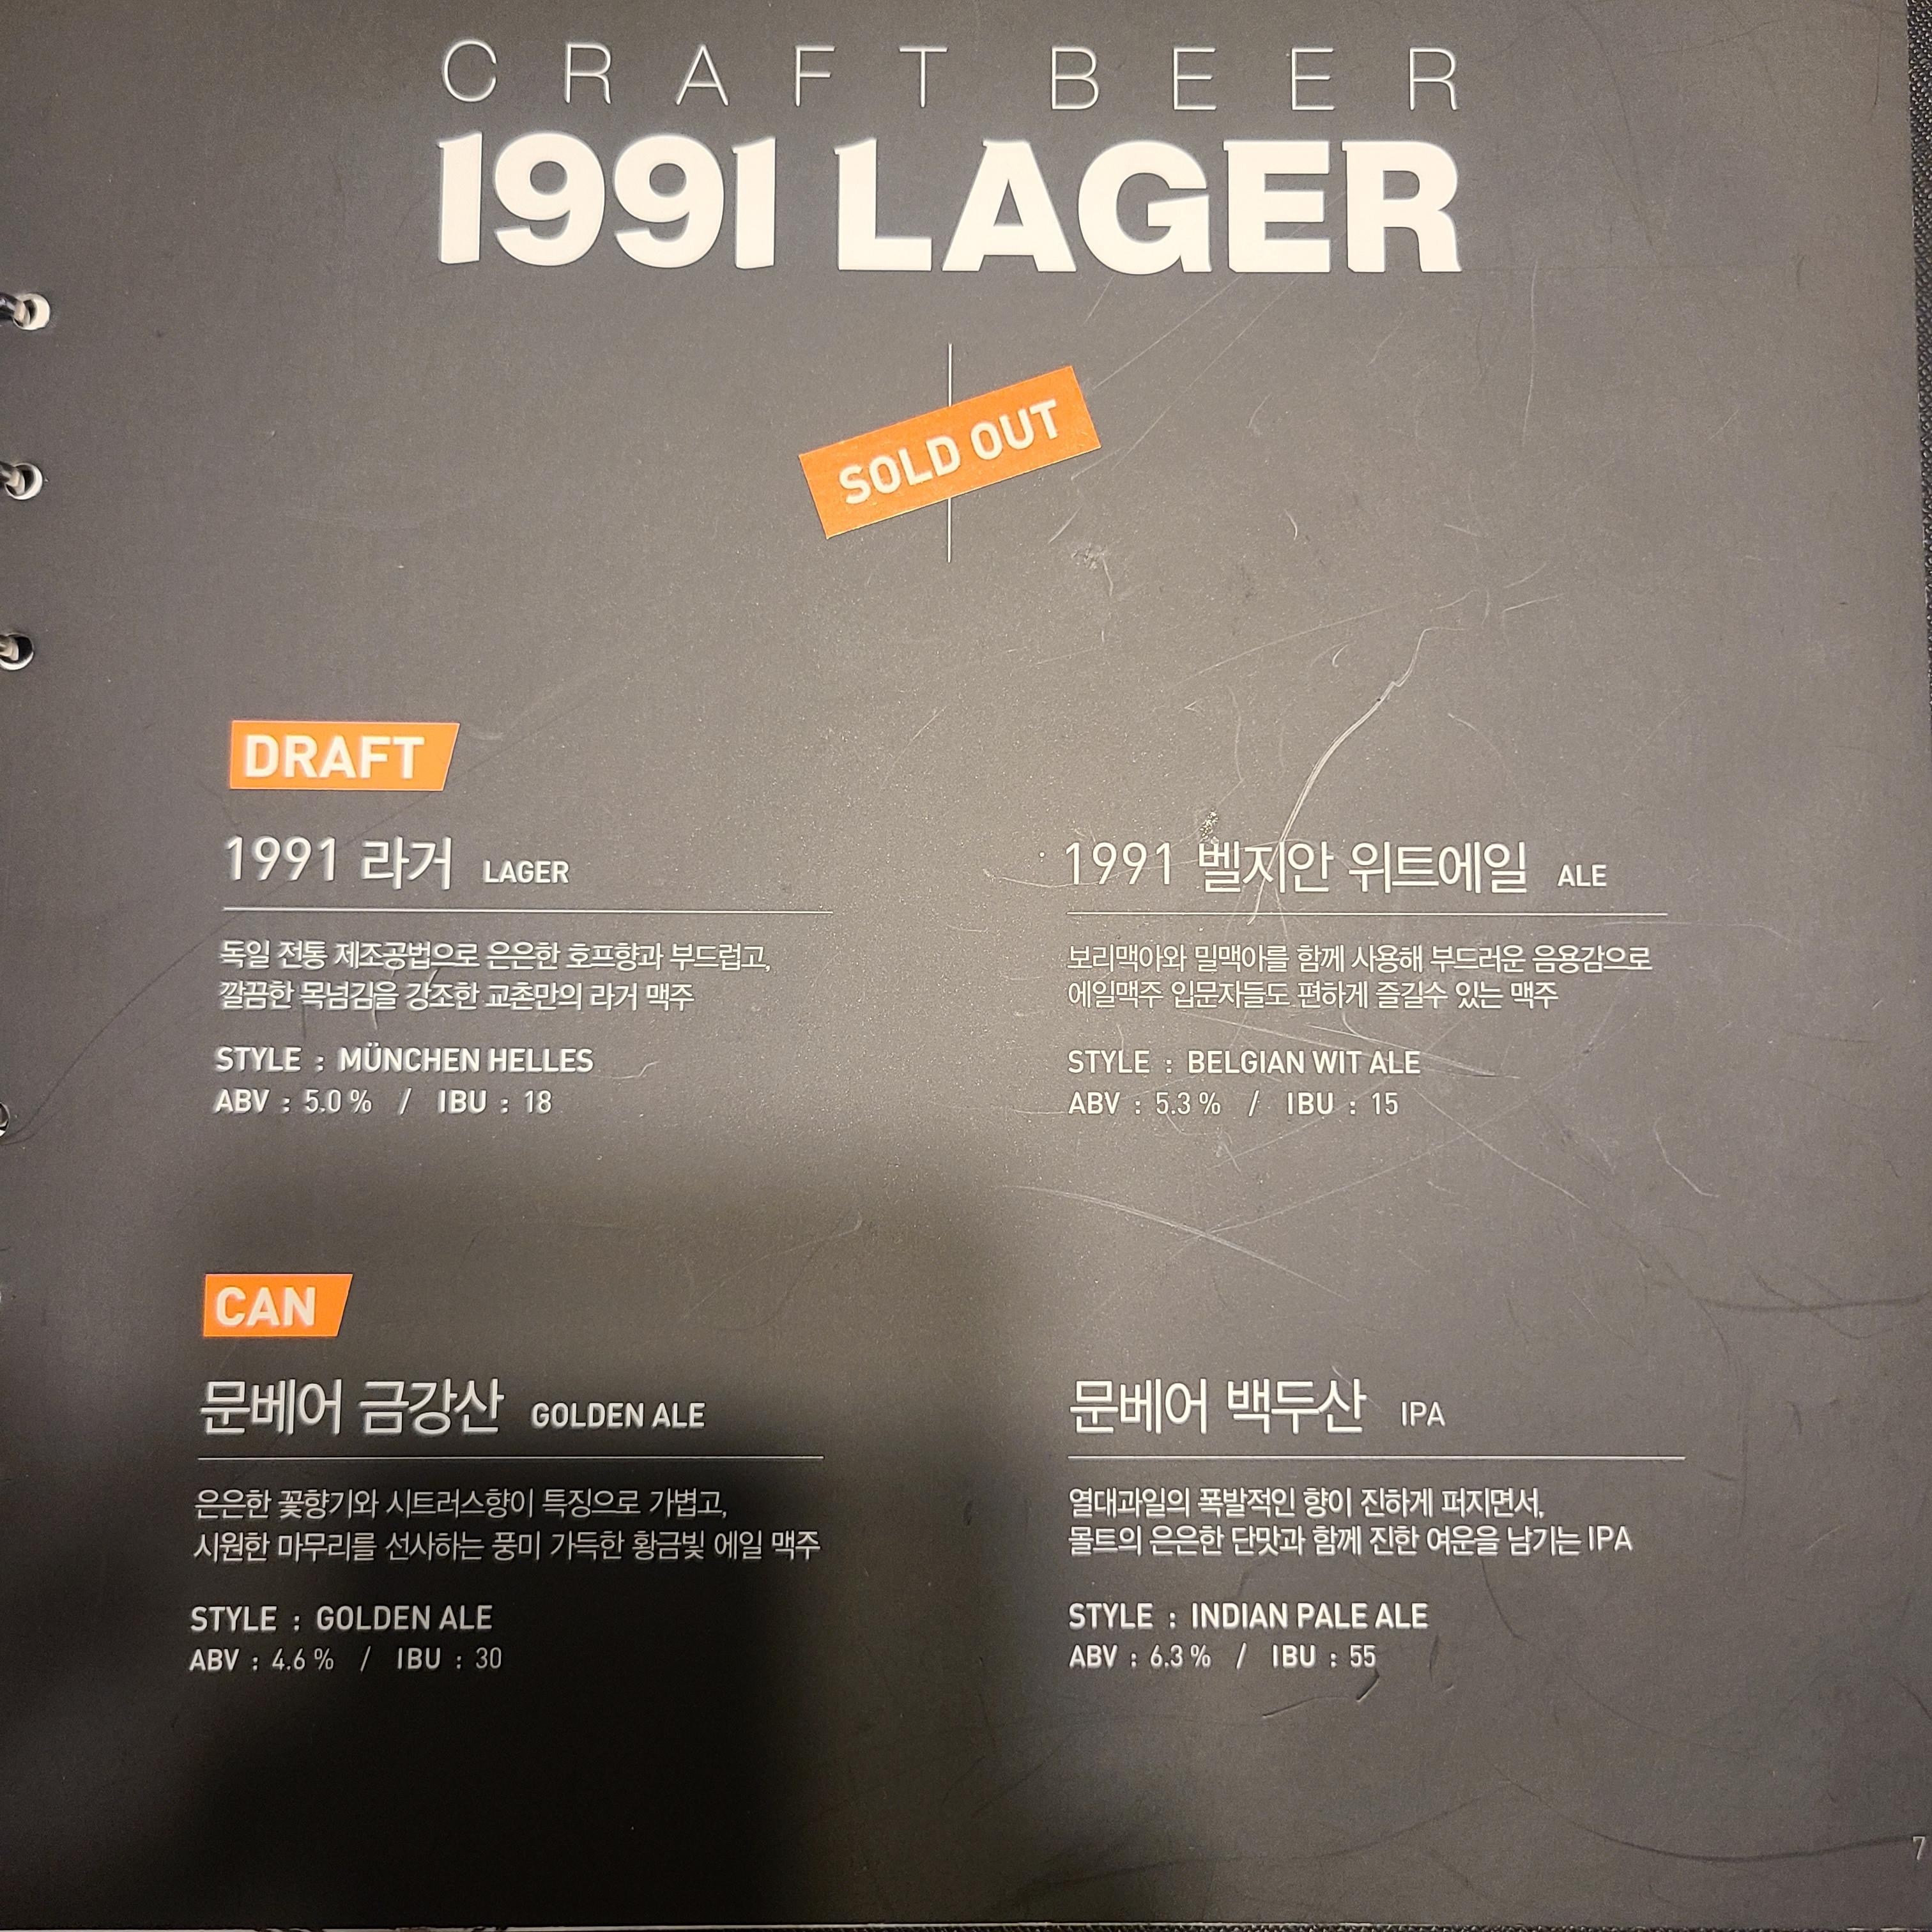 CRAFT BEER
1991 LAGER
SOLD OUT
DRAFT
1991 라거 LAGER
독일 전통 제조공법으로 은은한 호프향과 부드럽고,
깔끔한 목넘김을 강조한 교촌만의 라거 맥주
STYLE : MÜNCHEN HELLES
ABV : 5.0 % / IBU : 18
1991 벨지안 위트에일 ALE
보리맥아와 밀맥아를 함께 사용해 부드러운 음용감으로
에일맥주 입문자들도 편하게 즐길수 있는 맥주
STYLE : BELGIAN WIT ALE
ABV : 5.3 % / IBU : 15
CAN
문베어 금강산 GOLDEN ALE
은은한 꽃향기와 시트러스향이 특징으로 가볍고,
시원한 마무리를 선사하는 풍미 가득한 황금빛 에일 맥주
STYLE : GOLDEN ALE
ABV : 4.6 % / IBU : 30
문베어 백두산 IPA
열대과일의 폭발적인 향이 진하게 퍼지면서,
몰트의 은은한 단맛과 함께 진한 여운을 남기는 IPA
STYLE : INDIAN PALE ALE
ABV : 6.3 % / IBU : 55
7